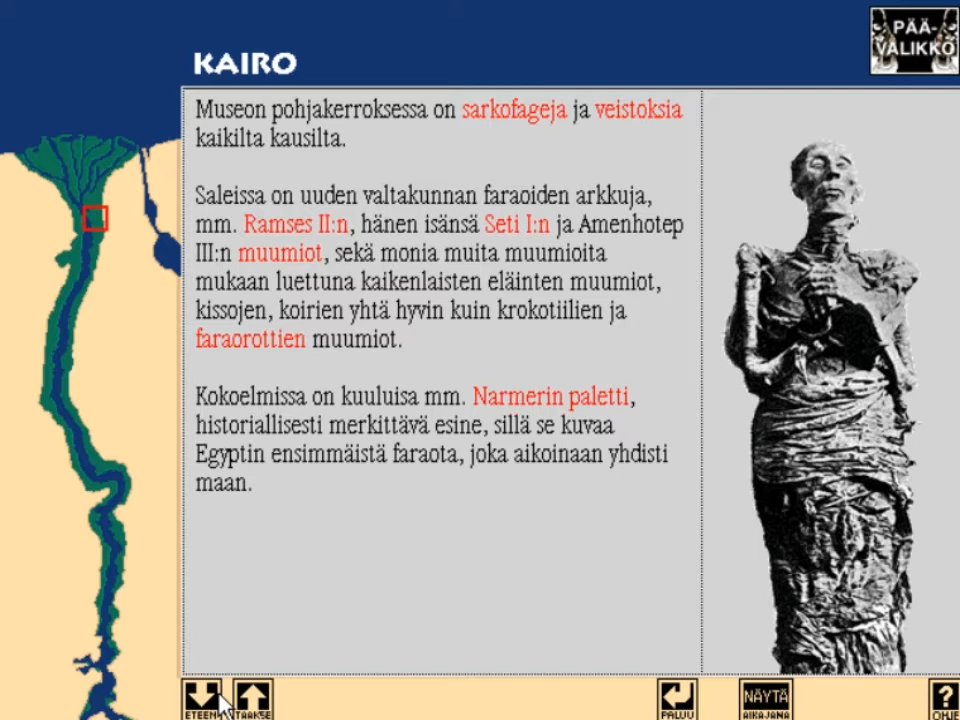 PÄÄ-
VALIKKO
KAIRO
Museon pohjakerroksessa on sarkofageja ja veistoksia
kaikilta kausilta.
Saleissa on uuden valtakunnan faraoiden arkkuja,
mm. Ramses II:n, hänen isänsä Seti I:n ja Amenhotep
III:n muumiot, sekä monia muita muumioita
mukaan luettuna kaikenlaisten eläinten muumiot,
kissojen, koirien yhtä hyvin kuin krokotiilien ja
faraorottien muumiot.
Kokoelmissa on kuuluisa mm. Narmerin paletti,
historiallisesti merkittävä esine, sillä se kuvaa
Egyptin ensimmäistä faraota, joka aikoinaan yhdisti
maan.
ETEEN TAAKSE PALUU NÄYTÄ
AIKAJANA OHJE